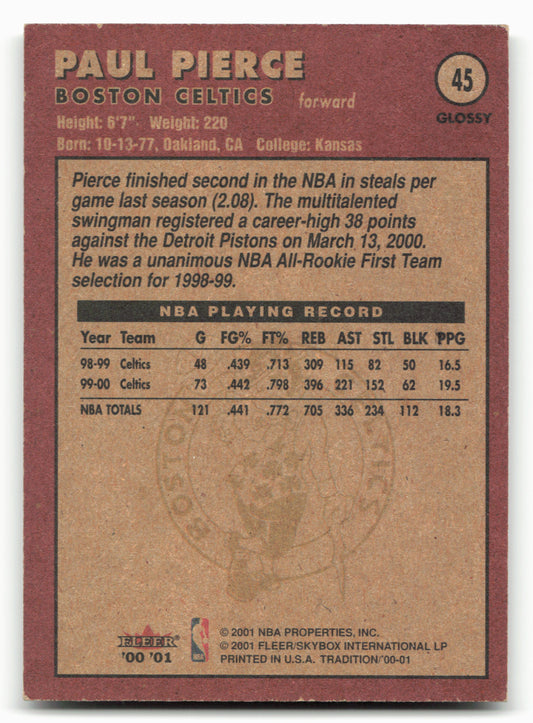 PAUL PIERCE
45
BOSTON CELTICS forward
GLOSSY
Height: 6'7" Weight: 220
Born: 10-13-77, Oakland, CA College: Kansas
Pierce finished second in the NBA in steals per
game last season (2.08). The multitalented
swingman registered a career-high 38 points
against the Detroit Pistons on March 13, 2000.
He was a unanimous NBA All-Rookie First Team
selection for 1998-99.
NBA PLAYING RECORD
Year Team G FG% FT% REB AST STL BLK PPG
98-99 Celtics 48 .439 .713 309 115 82 50 16.5
99-00 Celtics 73 .442 .798 396 221 152 62 19.5
NBA TOTALS 121 .441 .772 705 336 234 112 18.3
BOSTON CELTICS
FLEER
'00 '01
© 2001 NBA PROPERTIES, INC.
© 2001 FLEER/SKYBOX INTERNATIONAL LP
PRINTED IN U.S.A. TRADITION'00-01